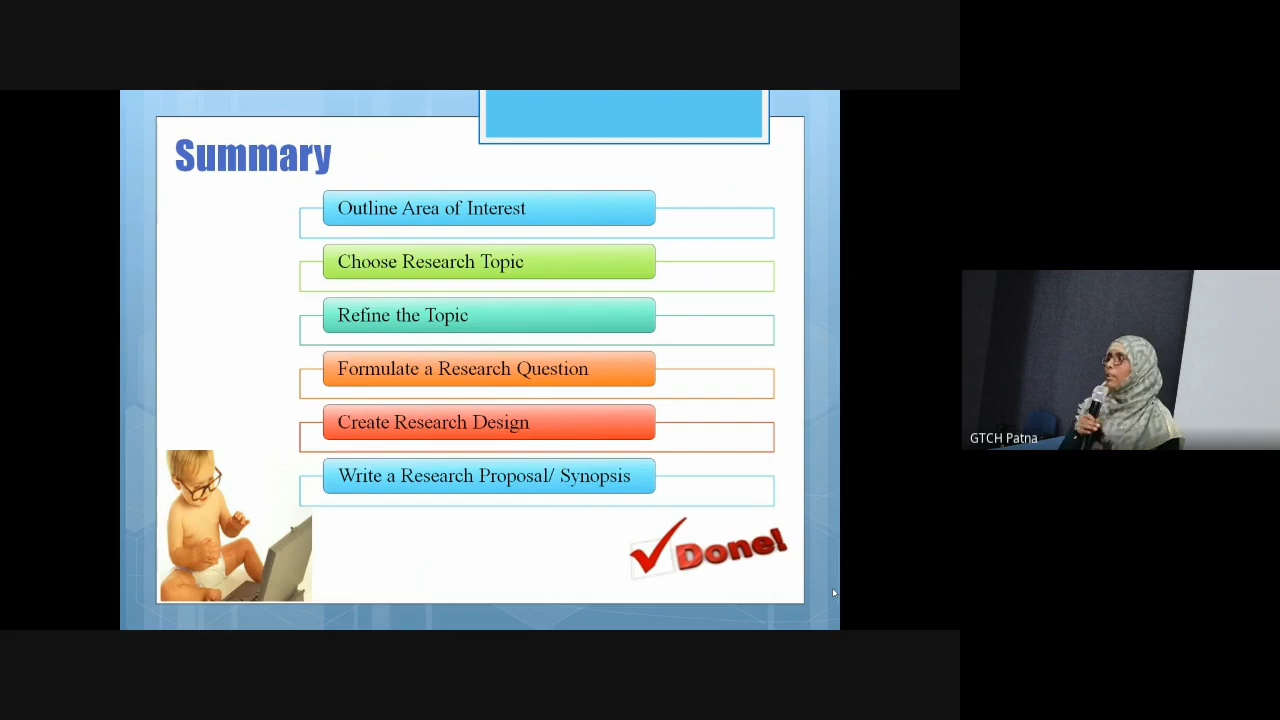 Summary
Outline Area of Interest
Choose Research Topic
Refine the Topic
Formulate a Research Question
Create Research Design
Write a Research Proposal/ Synopsis
Done!
GTCH Patna